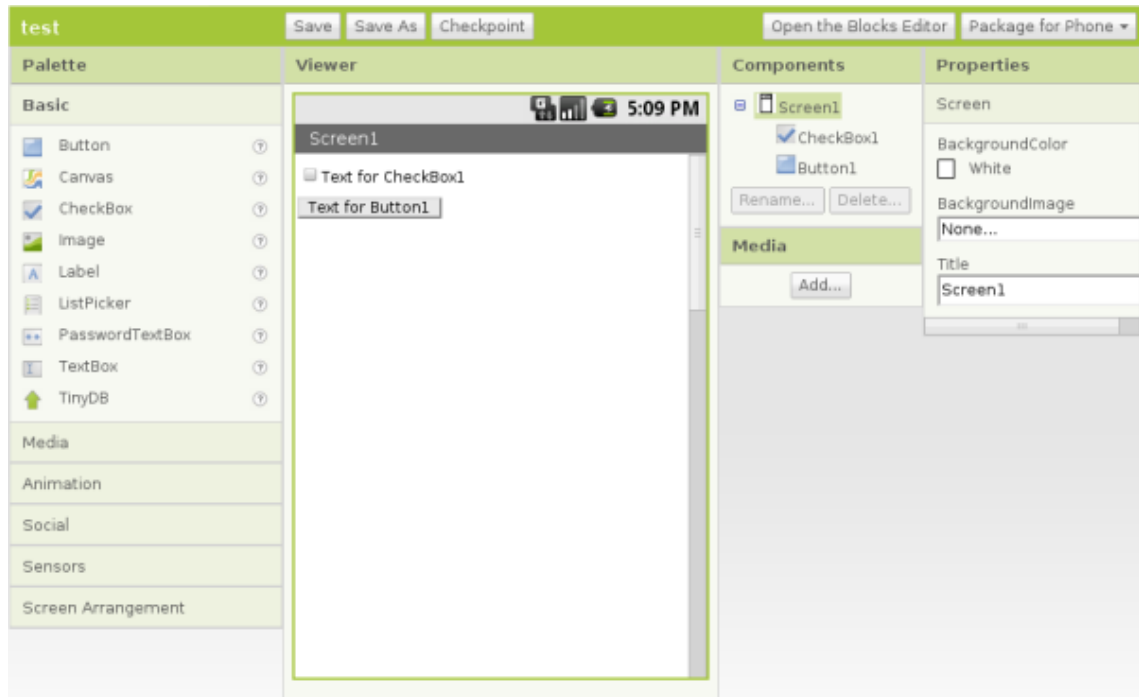 test
Save Save As Checkpoint
Open the Blocks Editor Package for Phone
Palette
Basic
Button
Canvas
CheckBox
Image
Label
ListPicker
PasswordTextBox
TextBox
TinyDB
Media
Animation
Social
Sensors
Screen Arrangement
Viewer
5:09 PM
Screen1
Text for CheckBox1
Text for Button1
Components
Screen1
CheckBox1
Button1
Rename... Delete...
Media
Add...
Properties
Screen
BackgroundColor
White
BackgroundImage
None...
Title
Screen1